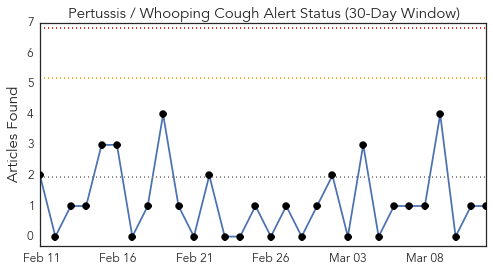 Pertussis / Whooping Cough Alert Status (30-Day Window)
Articles Found
7
6
5
4
3
2
1
0
Feb 11 Feb 16 Feb 21 Feb 26 Mar 03 Mar 08